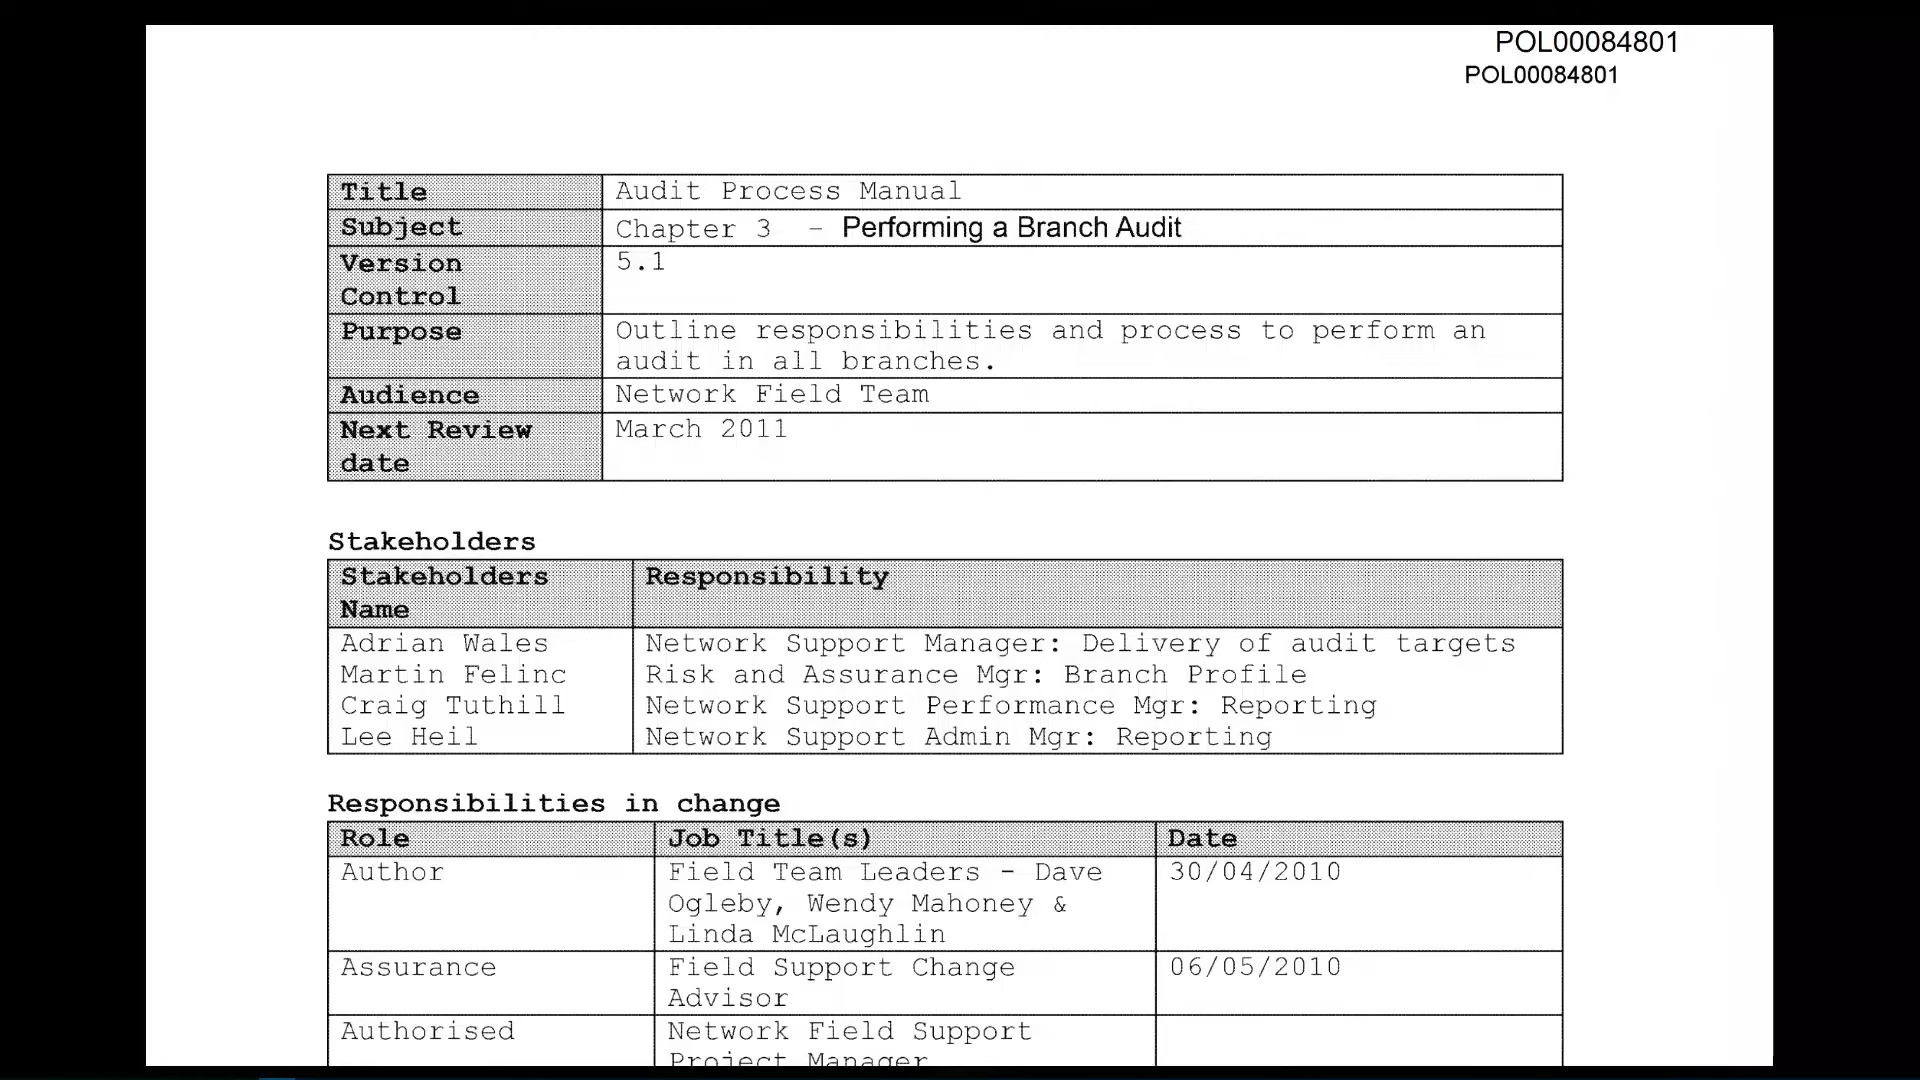 POL00084801
POL00084801
Title Audit Process Manual
Subject Chapter 3 – Performing a Branch Audit
Version Control 5.1
Purpose Outline responsibilities and process to perform an
audit in all branches.
Audience Network Field Team
Next Review date March 2011
Stakeholders
Stakeholders Name Responsibility
Adrian Wales Network Support Manager: Delivery of audit targets
Martin Felinc Risk and Assurance Mgr: Branch Profile
Craig Tuthill Network Support Performance Mgr: Reporting
Lee Heil Network Support Admin Mgr: Reporting
Responsibilities in change
Role Job Title(s) Date
Author Field Team Leaders - Dave 30/04/2010
Ogleby, Wendy Mahoney &
Linda McLaughlin
Assurance Field Support Change 06/05/2010
Advisor
Authorised Network Field Support
Project Manager